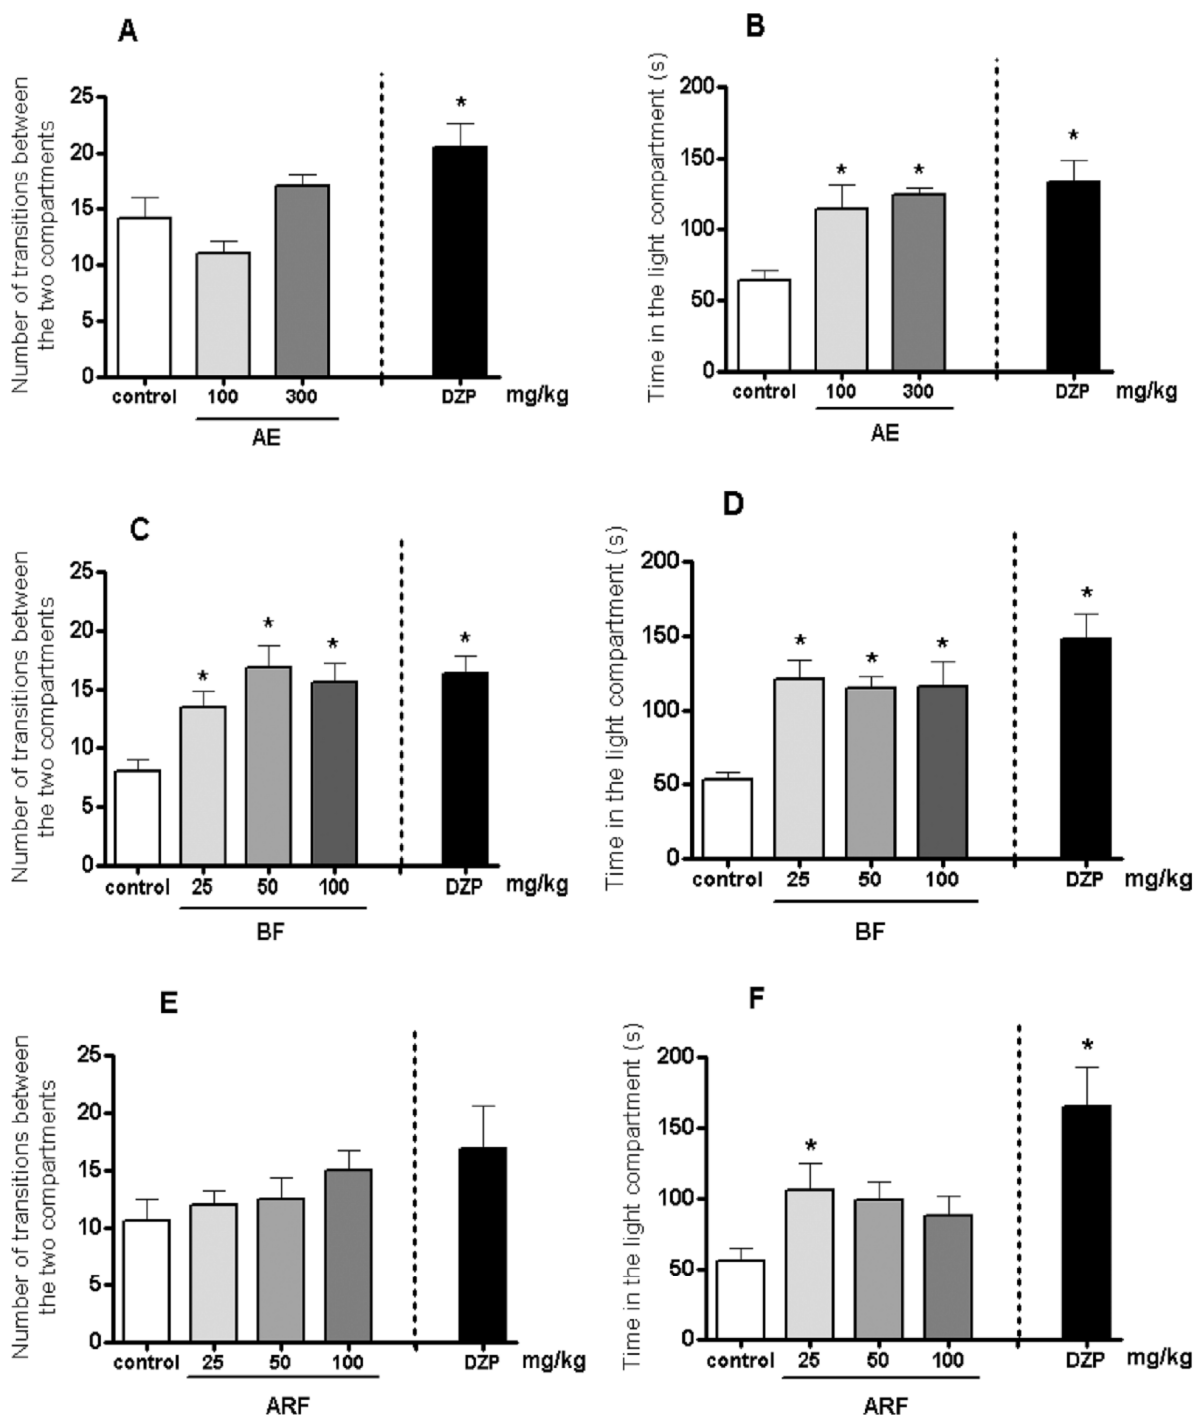 A
Number of transitions between
the two compartments
25
20
15
10
5
0
*
control 100 300 DZP mg/kg
AE
B
Time in the light compartment (s)
200
150
100
50
0
* * *
control 100 300 DZP mg/kg
AE
C
Number of transitions between
the two compartments
25
20
15
10
5
0
* * * *
control 25 50 100 DZP mg/kg
BF
D
Time in the light compartment (s)
200
150
100
50
0
* * * *
control 25 50 100 DZP mg/kg
BF
E
Number of transitions between
the two compartments
25
20
15
10
5
0
control 25 50 100 DZP mg/kg
ARF
F
Time in the light compartment (s)
200
150
100
50
0
* *
control 25 50 100 DZP mg/kg
ARF